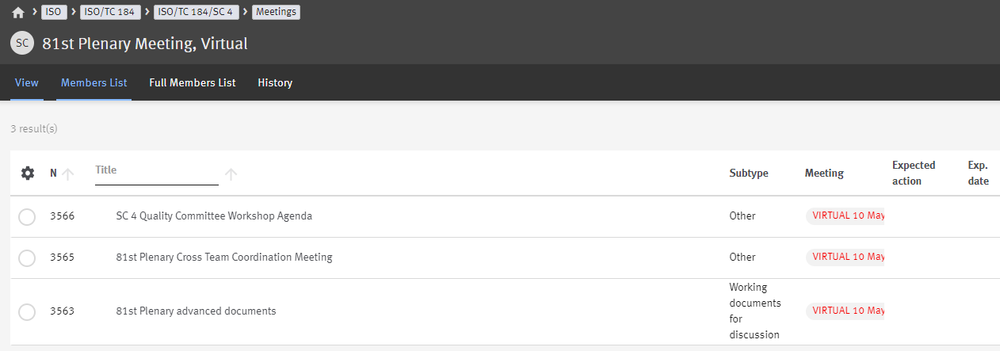 ISO ISO/TC 184 ISO/TC 184/SC 4 Meetings
SC 81st Plenary Meeting, Virtual
View Members List Full Members List History
3 result(s)
N Title Subtype Meeting Expected action Exp. date
3566 SC 4 Quality Committee Workshop Agenda Other VIRTUAL 10 May
3565 81st Plenary Cross Team Coordination Meeting Other VIRTUAL 10 May
3563 81st Plenary advanced documents Working documents for discussion VIRTUAL 10 May